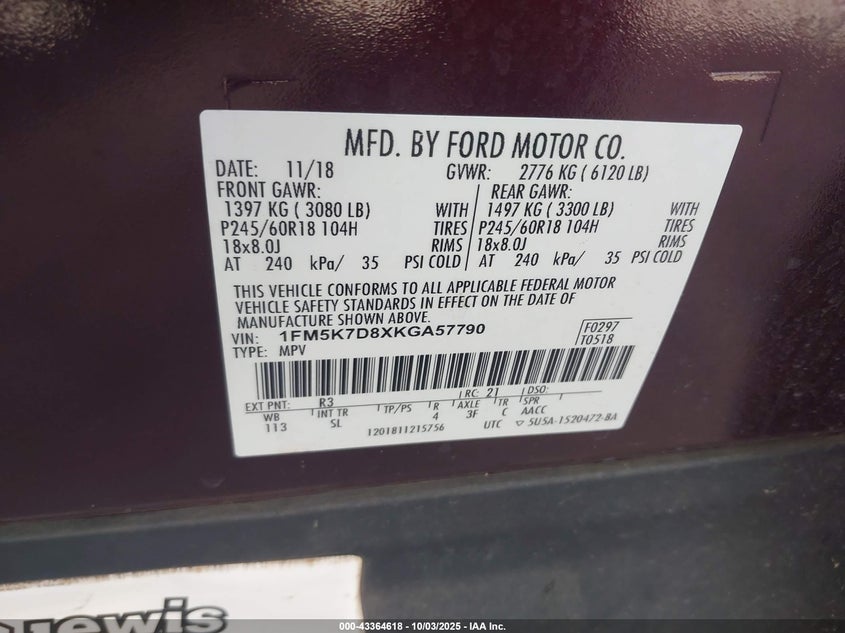 MFD. BY FORD MOTOR CO.
DATE: 11/18 GVWR: 2776 KG ( 6120 LB)
FRONT GAWR: REAR GAWR:
1397 KG ( 3080 LB) WITH 1497 KG ( 3300 LB) WITH
P245/60R18 104H TIRES P245/60R18 104H TIRES
18x8.0J RIMS 18x8.0J RIMS
AT 240 kPa/ 35 PSI COLD AT 240 kPa/ 35 PSI COLD
THIS VEHICLE CONFORMS TO ALL APPLICABLE FEDERAL MOTOR
VEHICLE SAFETY STANDARDS IN EFFECT ON THE DATE OF
MANUFACTURE SHOWN ABOVE.
VIN: 1FM5K7D8XKGA57790 F0297
TYPE: MPV T0518
EXT PNT: R3 RC: 21 DSO:
WB INT TR TP/PS R AXLE TR SPR
113 SL 4 3F C AACC
1201811215756 UTC ▽ 5U5A-1520472-BA
ewis
000-43364618 | 10/03/2025 - IAA Inc.